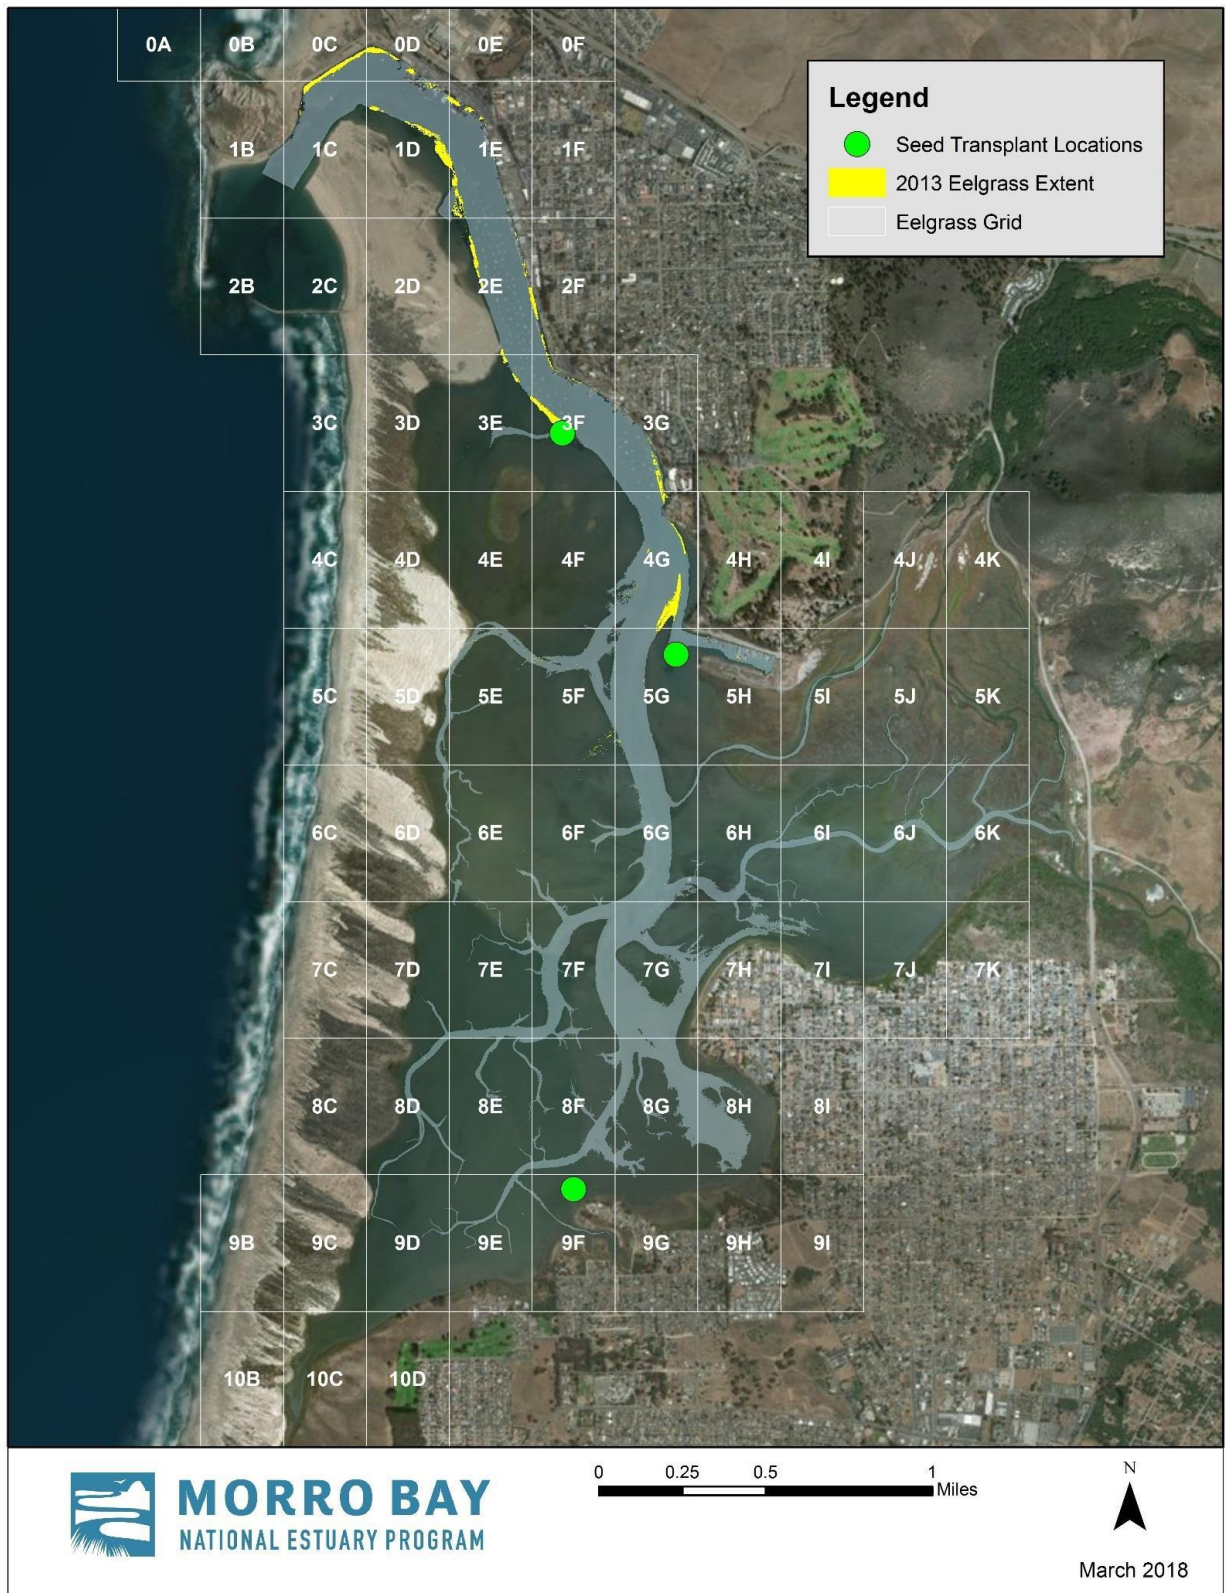 0A 0B 0C 0D 0E 0F
Legend
Seed Transplant Locations
2013 Eelgrass Extent
Eelgrass Grid
1B 1C 1D 1E 1F
2B 2C 2D 2E 2F
3C 3D 3E 3F 3G
4C 4D 4E 4F 4G 4H 4I 4J 4K
5C 5D 5E 5F 5G 5H 5I 5J 5K
6C 6D 6E 6F 6G 6H 6I 6J 6K
7C 7D 7E 7F 7G 7H 7I 7J 7K
8C 8D 8E 8F 8G 8H 8I
9B 9C 9D 9E 9F 9G 9H 9I
10B 10C 10D
MORRO BAY
NATIONAL ESTUARY PROGRAM
0 0.25 0.5 1
Miles
N
March 2018